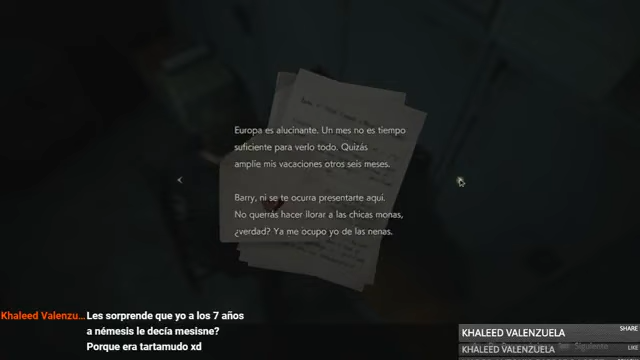 Europa es alucinante. Un mes no es tiempo
suficiente para verlo todo. Quizás
amplíe mis vacaciones otros seis meses.
Barry, ni se te ocurra presentarte aquí.
No querrás hacer llorar a las chicas monas,
¿verdad? Ya me ocupo yo de las nenas.
Khaleed Valenzu... Les sorprende que yo a los 7 años
a némesis le decía mesisne?
Porque era tartamudo xd
KHALEED VALENZUELA SHARE
KHALEED VALENZUELA LIKE